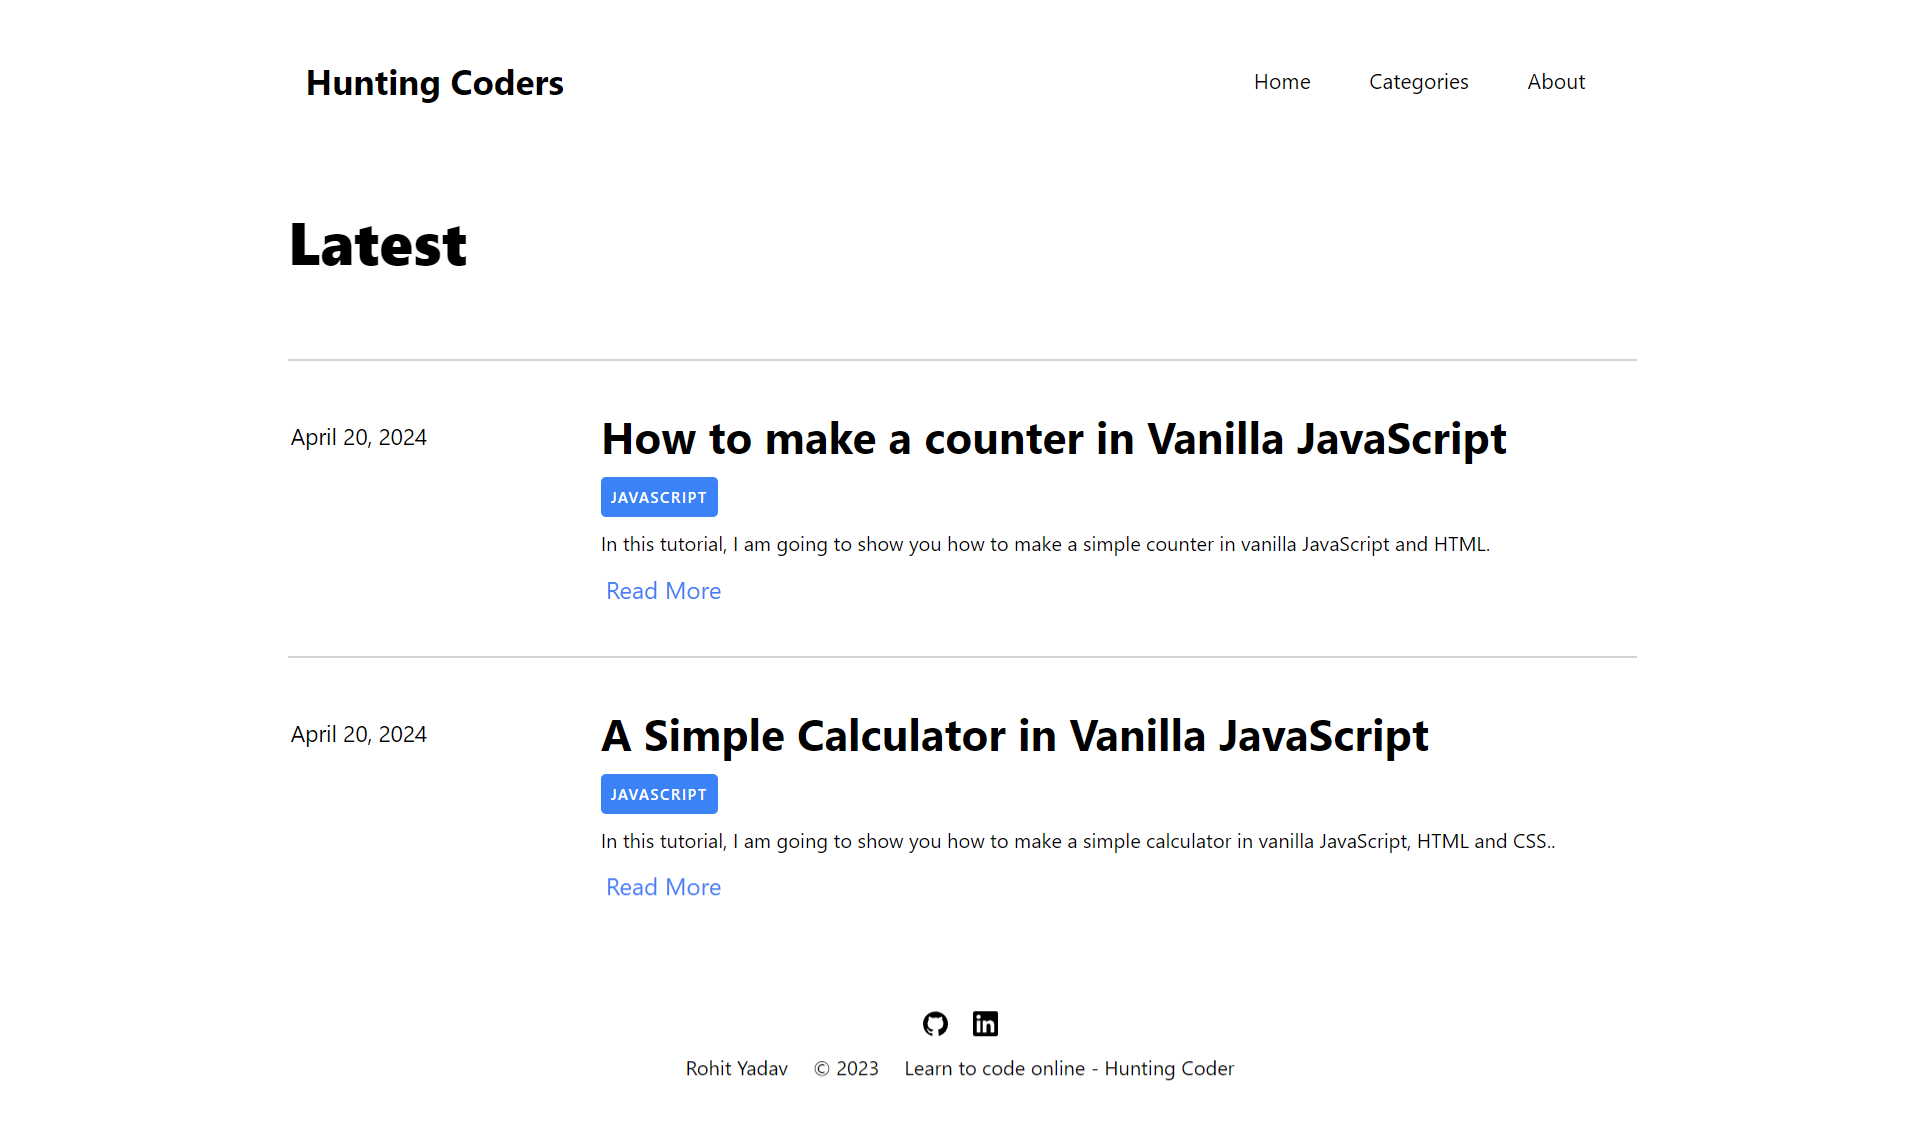 Hunting Coders
Home Categories About
Latest
April 20, 2024
How to make a counter in Vanilla JavaScript
JAVASCRIPT
In this tutorial, I am going to show you how to make a simple counter in vanilla JavaScript and HTML.
Read More
April 20, 2024
A Simple Calculator in Vanilla JavaScript
JAVASCRIPT
In this tutorial, I am going to show you how to make a simple calculator in vanilla JavaScript, HTML and CSS..
Read More
in
Rohit Yadav © 2023 Learn to code online - Hunting Coder